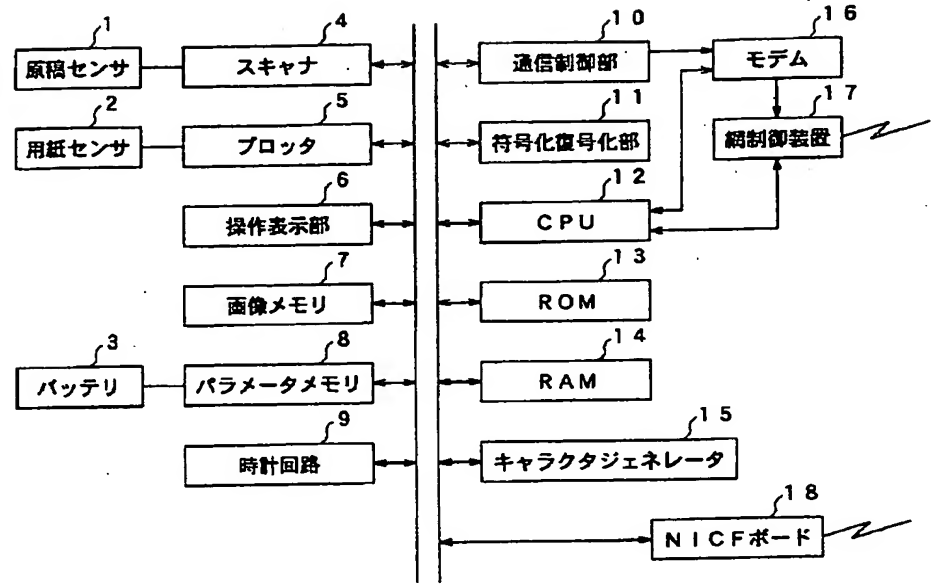 1
原稿センサ
4
スキャナ
10
通信制御部
16
モデム
2
用紙センサ
5
プロッタ
11
符号化復号化部
17
網制御装置
6
操作表示部
12
CPU
7
画像メモリ
13
ROM
3
バッテリ
8
パラメータメモリ
14
RAM
9
時計回路
15
キャラクタジェネレータ
18
NICFボード